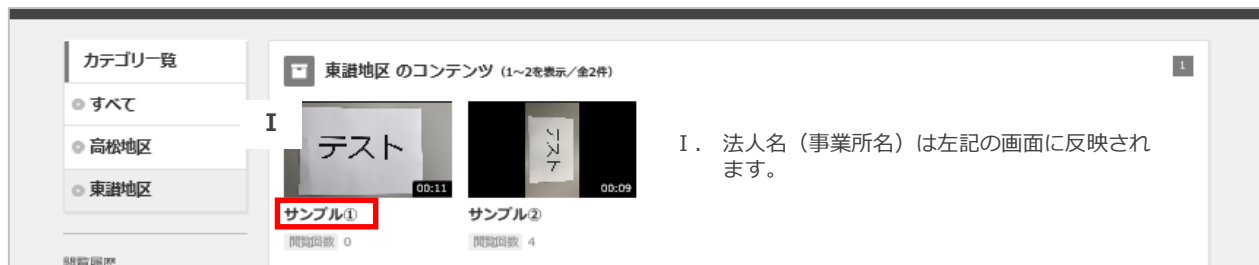 カテゴリ一覧
すべて
高松地区
東讃地区
閲覧履歴
東讃地区 のコンテンツ (1~2を表示/全2件)
1
I
テスト
00:11
サンプル①
閲覧回数 0
テスト
00:09
サンプル②
閲覧回数 4
Ⅰ. 法人名（事業所名）は左記の画面に反映され
ます。